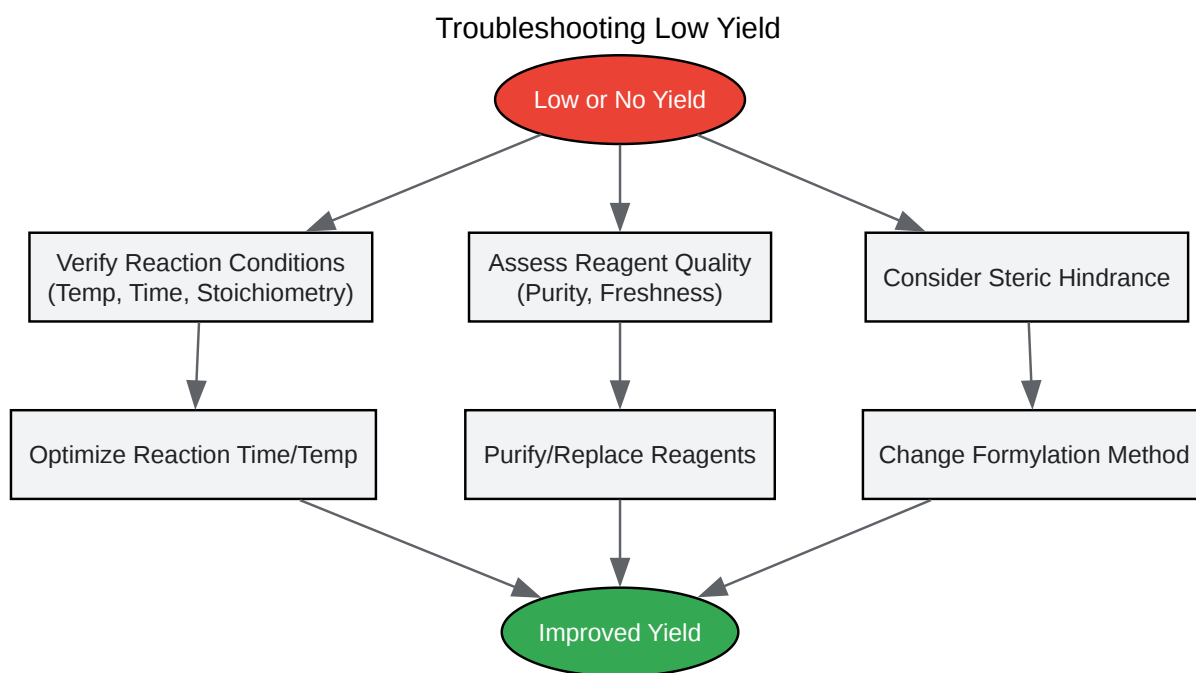 Troubleshooting Low Yield
Low or No Yield
Verify Reaction Conditions
(Temp, Time, Stoichiometry)
Assess Reagent Quality
(Purity, Freshness)
Consider Steric Hindrance
Optimize Reaction Time/Temp
Purify/Replace Reagents
Change Formylation Method
Improved Yield